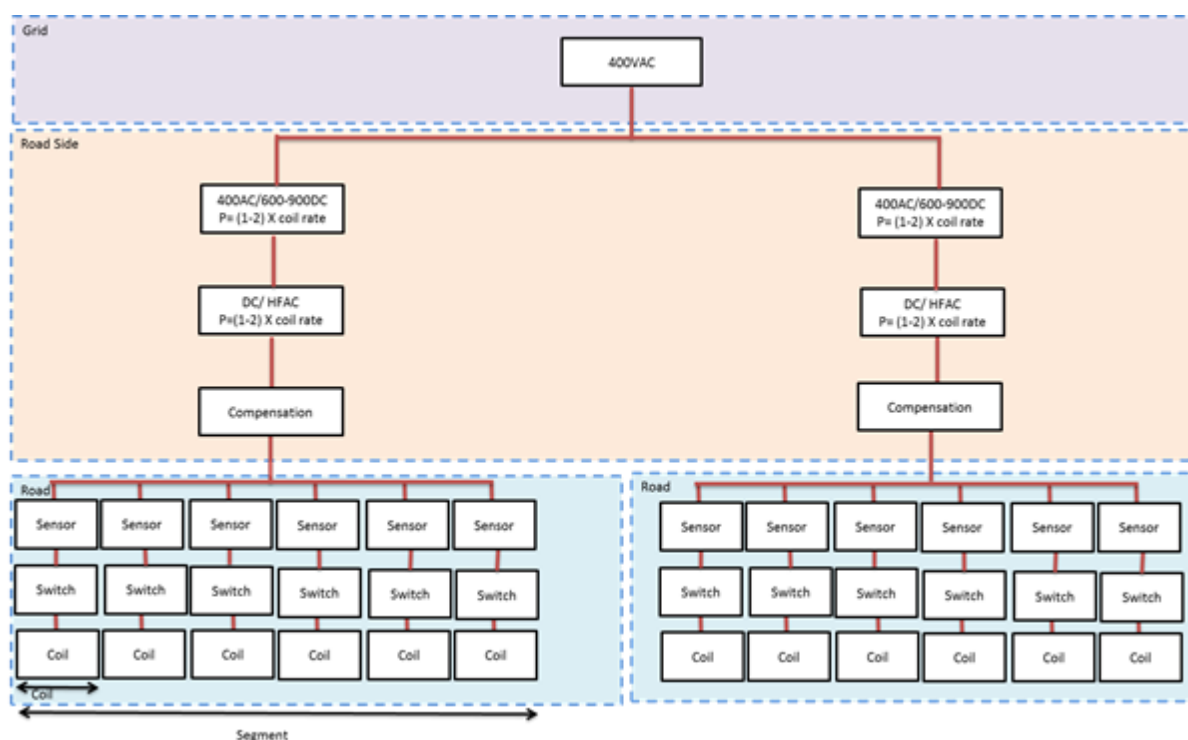 Grid
400VAC
Road Side
400AC/600-900DC
P= (1-2) X coil rate
400AC/600-900DC
P= (1-2) X coil rate
DC/ HFAC
P=(1-2) X coil rate
DC/ HFAC
P= (1-2) X coil rate
Compensation
Compensation
Road
Road
Sensor Sensor Sensor Sensor Sensor Sensor
Sensor Sensor Sensor Sensor Sensor Sensor
Switch Switch Switch Switch Switch Switch
Switch Switch Switch Switch Switch Switch
Coil Coil Coil Coil Coil Coil
Coil Coil Coil Coil Coil Coil
Coil
Segment